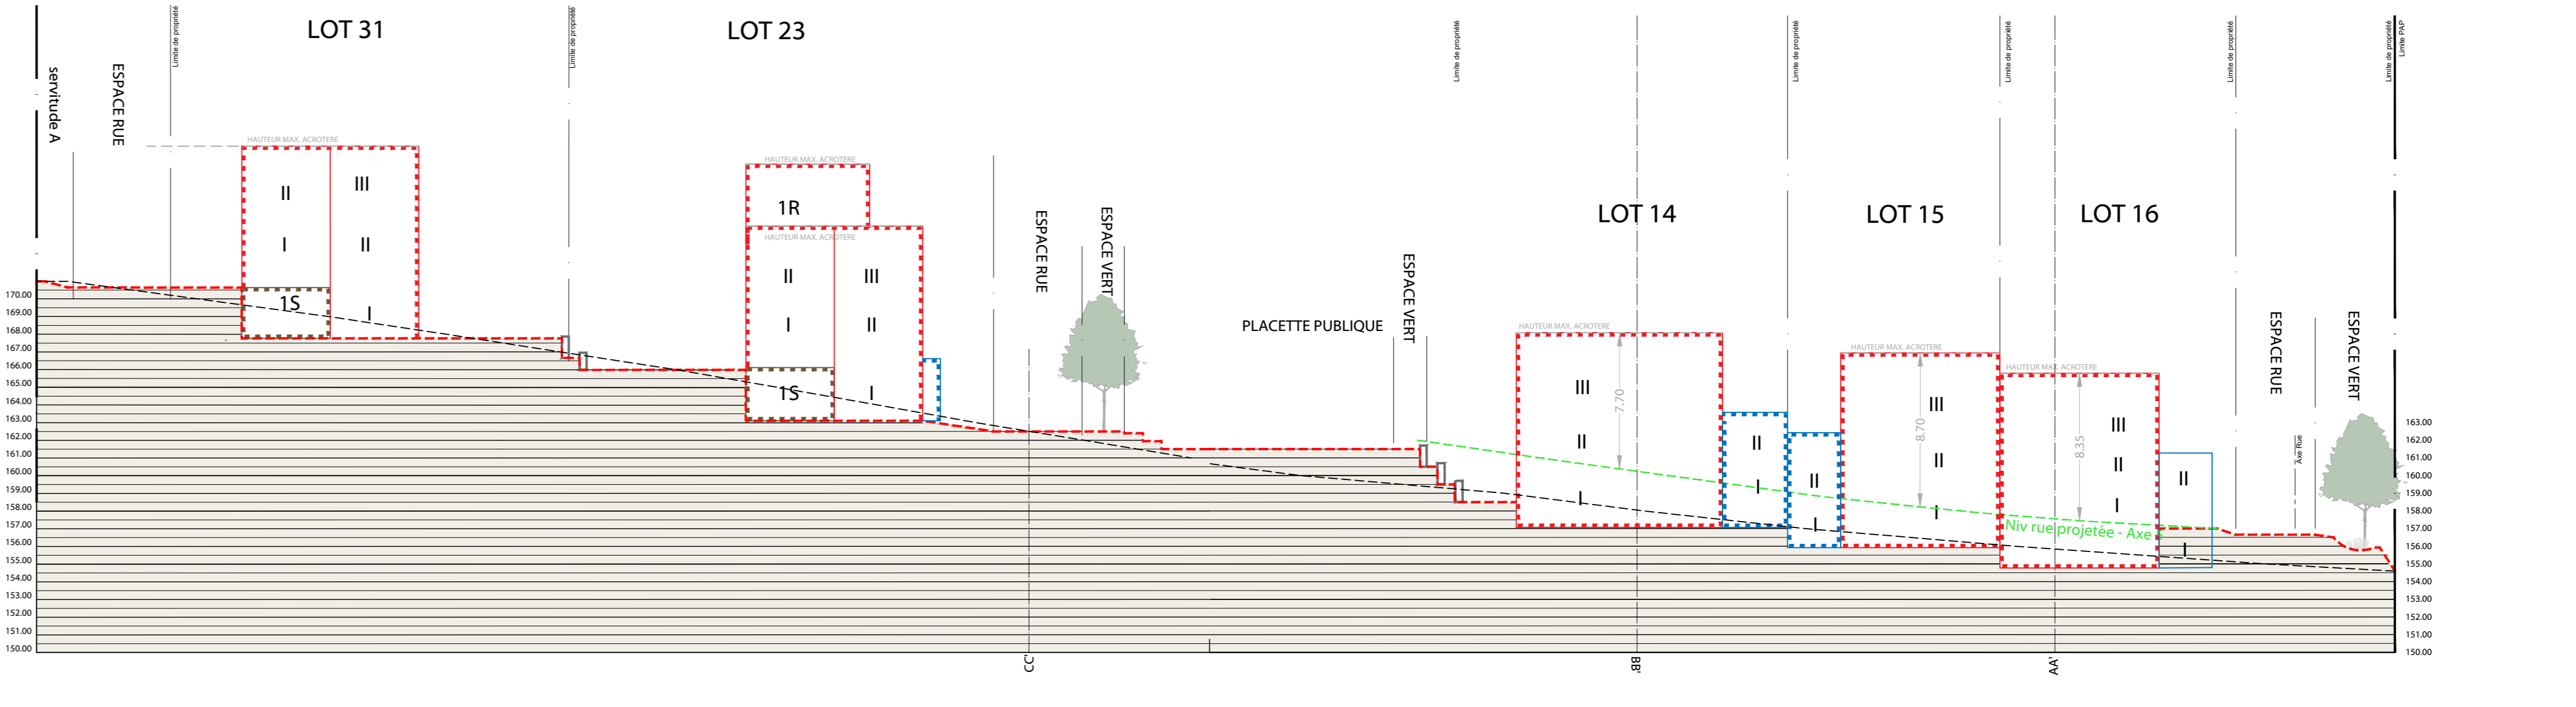 LOT 31
LOT 23
LOT 14
LOT 15
LOT 16
servitude A
ESPACE RUE
Limite de propriété
Limite de propriété
Limite de propriété
Limite de propriété
Limite de propriété
Limite de propriété
Limite de propriété
Limite PAP
HAUTEUR MAX. ACROTERE
II
III
I
II
1S
I
HAUTEUR MAX. ACROTERE
1R
HAUTEUR MAX. ACROTERE
II
III
I
II
1S
I
ESPACE RUE
ESPACE VERT
PLACETTE PUBLIQUE
ESPACE VERT
HAUTEUR MAX. ACROTERE
7.70
III
II
I
II
I
II
I
HAUTEUR MAX. ACROTERE
8.70
III
II
I
HAUTEUR MAX. ACROTERE
8.35
III
II
I
II
I
Niv rue projetée - Axe
ESPACE RUE
Axe Rue
ESPACE VERT
170.00
169.00
168.00
167.00
166.00
165.00
164.00
163.00
162.00
161.00
160.00
159.00
158.00
157.00
156.00
155.00
154.00
153.00
152.00
151.00
150.00
163.00
162.00
161.00
160.00
159.00
158.00
157.00
156.00
155.00
154.00
153.00
152.00
151.00
150.00
CC'
BB'
AA'